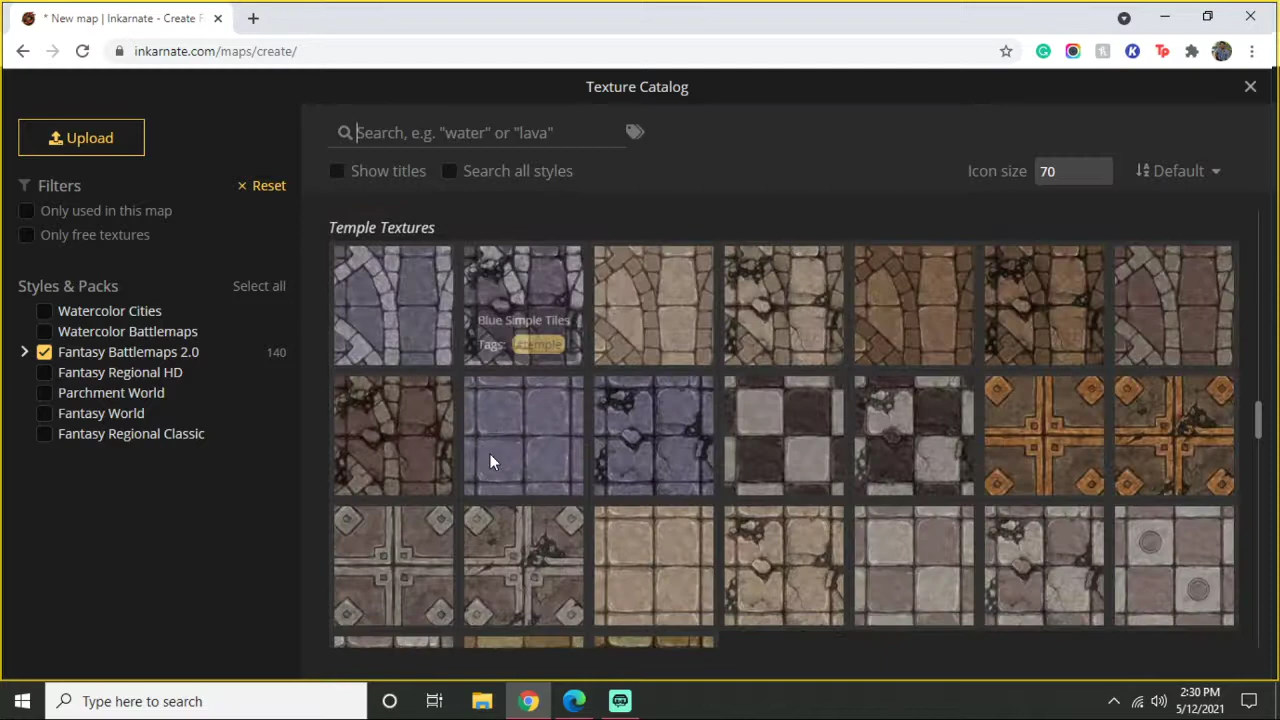 * New map | Inkarnate - Create F
inkarnate.com/maps/create/
Texture Catalog
Upload
Search, e.g. "water" or "lava"
Show titles
Search all styles
Icon size
70
Default
Filters
Reset
Only used in this map
Only free textures
Styles & Packs
Select all
Watercolor Cities
Watercolor Battlemaps
Fantasy Battlemaps 2.0
140
Fantasy Regional HD
Parchment World
Fantasy World
Fantasy Regional Classic
Temple Textures
Blue Simple Tiles
Tags: #temple
Type here to search
2:30 PM
5/12/2021